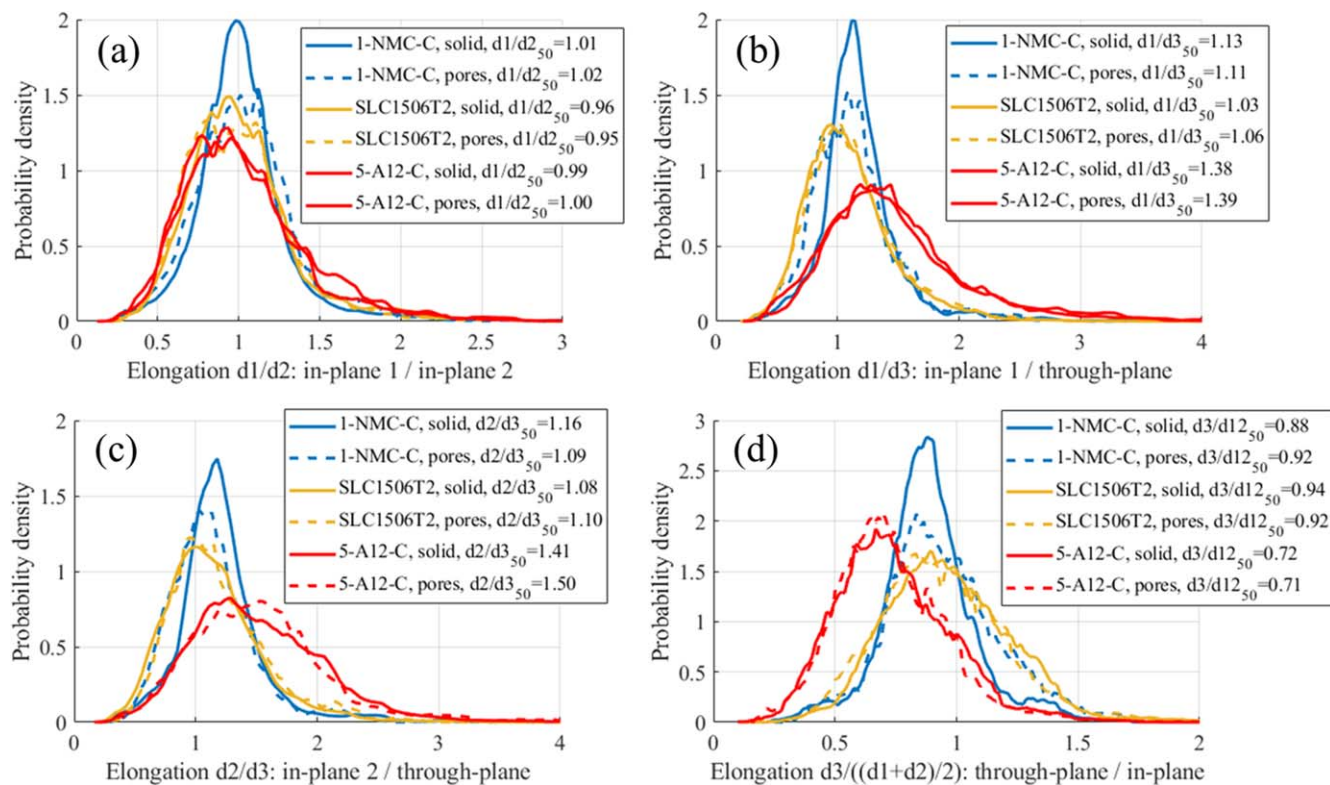 (a)
Probability density
2
1.5
1
0.5
0
0 0.5 1 1.5 2 2.5 3
1-NMC-C, solid, d1/d2₅₀=1.01
1-NMC-C, pores, d1/d2₅₀=1.02
SLC1506T2, solid, d1/d2₅₀=0.96
SLC1506T2, pores, d1/d2₅₀=0.95
5-A12-C, solid, d1/d2₅₀=0.99
5-A12-C, pores, d1/d2₅₀=1.00
Elongation d1/d2: in-plane 1 / in-plane 2
(b)
Probability density
2
1.5
1
0.5
0
0 1 2 3 4
1-NMC-C, solid, d1/d3₅₀=1.13
1-NMC-C, pores, d1/d3₅₀=1.11
SLC1506T2, solid, d1/d3₅₀=1.03
SLC1506T2, pores, d1/d3₅₀=1.06
5-A12-C, solid, d1/d3₅₀=1.38
5-A12-C, pores, d1/d3₅₀=1.39
Elongation d1/d3: in-plane 1 / through-plane
(c)
Probability density
2
1.5
1
0.5
0
0 1 2 3 4
1-NMC-C, solid, d2/d3₅₀=1.16
1-NMC-C, pores, d2/d3₅₀=1.09
SLC1506T2, solid, d2/d3₅₀=1.08
SLC1506T2, pores, d2/d3₅₀=1.10
5-A12-C, solid, d2/d3₅₀=1.41
5-A12-C, pores, d2/d3₅₀=1.50
Elongation d2/d3: in-plane 2 / through-plane
(d)
Probability density
3
2.5
2
1.5
1
0.5
0
0 0.5 1 1.5 2
1-NMC-C, solid, d3/d12₅₀=0.88
1-NMC-C, pores, d3/d12₅₀=0.92
SLC1506T2, solid, d3/d12₅₀=0.94
SLC1506T2, pores, d3/d12₅₀=0.92
5-A12-C, solid, d3/d12₅₀=0.72
5-A12-C, pores, d3/d12₅₀=0.71
Elongation d3/((d1+d2)/2): through-plane / in-plane